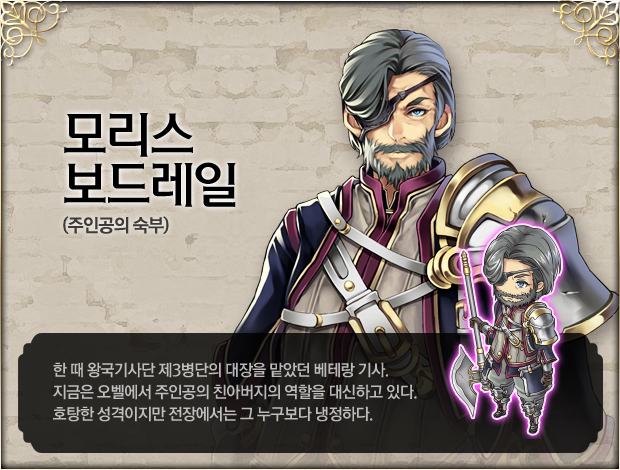 모리스
보드레일
(주인공의 숙부)
한 때 왕국기사단 제3병단의 대장을 맡았던 베테랑 기사.
지금은 오벨에서 주인공의 친아버지의 역할을 대신하고 있다.
호탕한 성격이지만 전장에서는 그 누구보다 냉정하다.